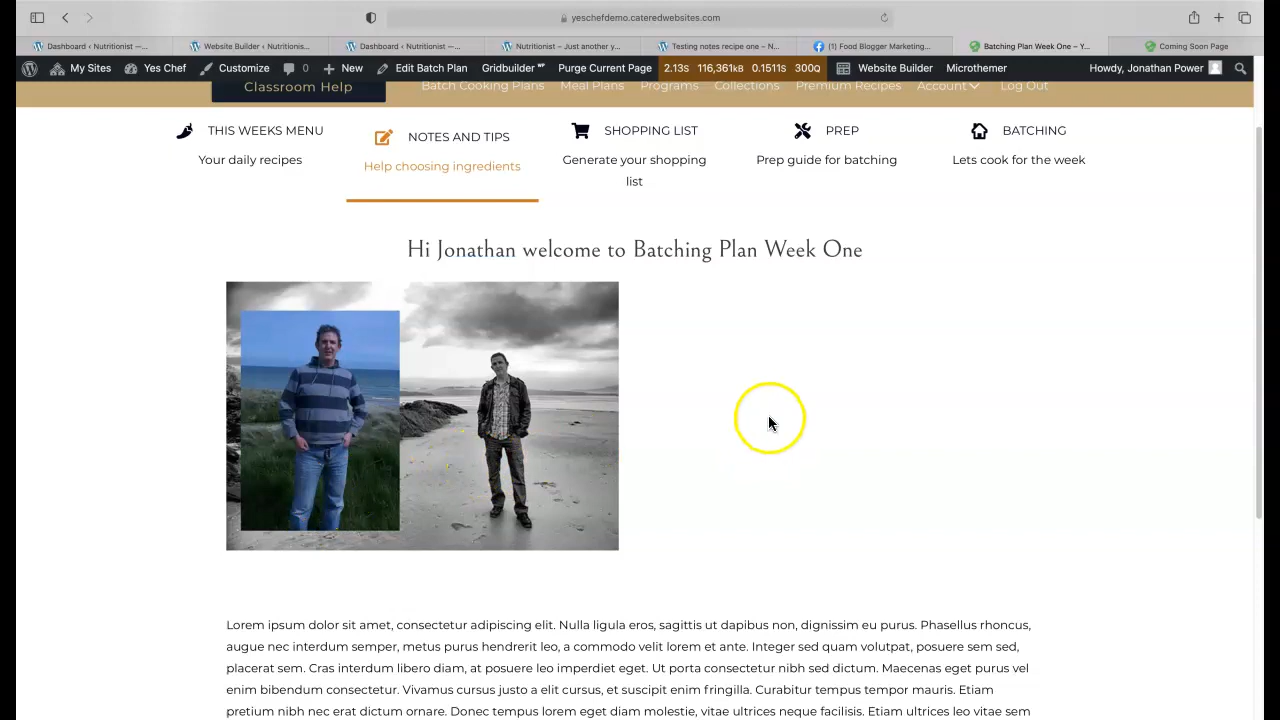 yeschefdemo.cateredwebsites.com
Dashboard ‹ Nutritionist —...
Website Builder ‹ Nutritionis...
Dashboard ‹ Nutritionist —...
Nutritionist – Just another y...
Testing notes recipe one – N...
(1) Food Blogger Marketing...
Batching Plan Week One – Y...
Coming Soon Page
My Sites
Yes Chef
Customize
0
New
Edit Batch Plan
Gridbuilder ᵂᴾ
Purge Current Page
2.13S 116,361kB 0.1511S 300Q
Website Builder
Microthemer
Howdy, Jonathan Power
Classroom Help
Batch Cooking Plans
Meal Plans
Programs
Collections
Premium Recipes
Account
Log Out
THIS WEEKS MENU
Your daily recipes
NOTES AND TIPS
Help choosing ingredients
SHOPPING LIST
Generate your shopping
list
PREP
Prep guide for batching
BATCHING
Lets cook for the week
Hi Jonathan welcome to Batching Plan Week One
Lorem ipsum dolor sit amet, consectetur adipiscing elit. Nulla ligula eros, sagittis ut dapibus non, dignissim eu purus. Phasellus rhoncus,
augue nec interdum semper, metus purus hendrerit leo, a commodo velit lorem et ante. Integer sed quam volutpat, posuere sem sed,
placerat sem. Cras interdum libero diam, at posuere leo imperdiet eget. Ut porta consectetur nibh sed dictum. Maecenas eget purus vel
enim bibendum consectetur. Vivamus cursus justo a elit cursus, et suscipit enim fringilla. Curabitur tempus tempor mauris. Etiam
pretium nibh nec erat dictum ornare. Donec tempus lorem eget diam molestie, vitae ultrices neque facilisis. Etiam ultrices leo vitae sem